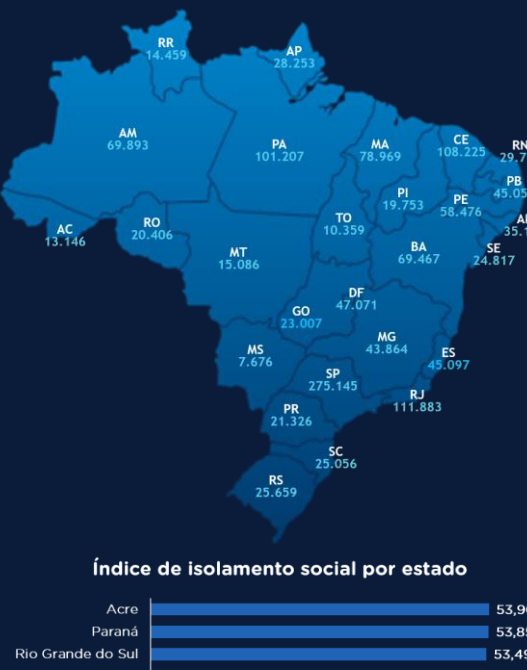 RR
14.459
AP
28.253
AM
69.893
PA
101.207
MA
78.969
CE
108.225
RN
PB
PI
19.753
PE
58.476
AC
13.146
RO
20.406
TO
10.359
BA
69.467
SE
24.817
MT
15.086
DF
47.071
GO
23.007
MG
43.864
MS
7.676
ES
45.097
SP
275.145
RJ
111.883
PR
21.326
SC
25.056
RS
25.659
Índice de isolamento social por estado
Acre
Paraná
Rio Grande do Sul